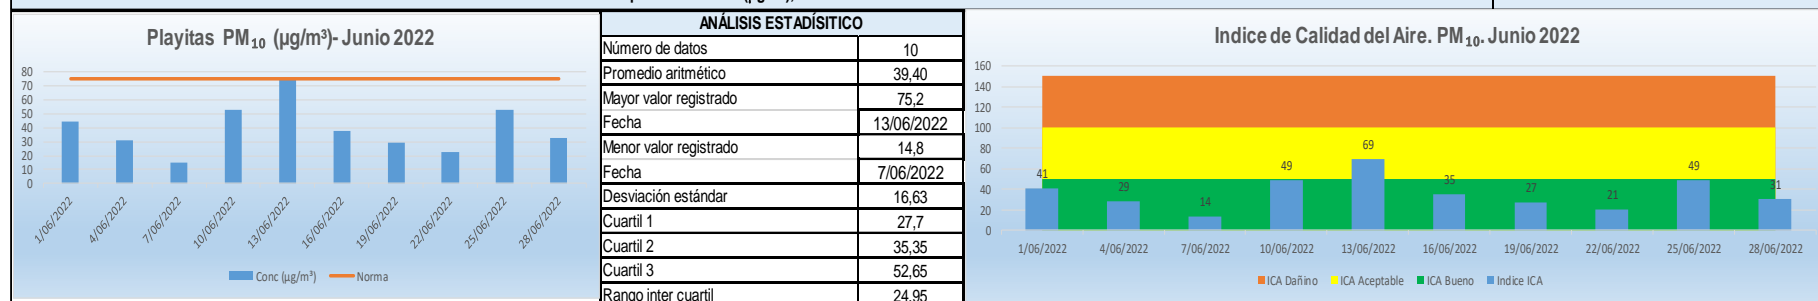 Playitas PM₁₀ (µg/m³)- Junio 2022
80
70
60
50
40
30
20
10
0
1/06/2022
4/06/2022
7/06/2022
10/06/2022
13/06/2022
16/06/2022
19/06/2022
22/06/2022
25/06/2022
28/06/2022
Conc (µg/m³) Norma
ANÁLISIS ESTADÍSITICO
Número de datos 10
Promedio aritmético 39,40
Mayor valor registrado 75,2
Fecha 13/06/2022
Menor valor registrado 14,8
Fecha 7/06/2022
Desviación estándar 16,63
Cuartil 1 27,7
Cuartil 2 35,35
Cuartil 3 52,65
Rango inter cuartil 24,95
Indice de Calidad del Aire. PM₁₀. Junio 2022
160
140
120
100
80
60
40
20
0
41 29 14 49 69 35 27 21 49 31
1/06/2022 4/06/2022 7/06/2022 10/06/2022 13/06/2022 16/06/2022 19/06/2022 22/06/2022 25/06/2022 28/06/2022
ICA Dañino ICA Aceptable ICA Bueno Indice ICA